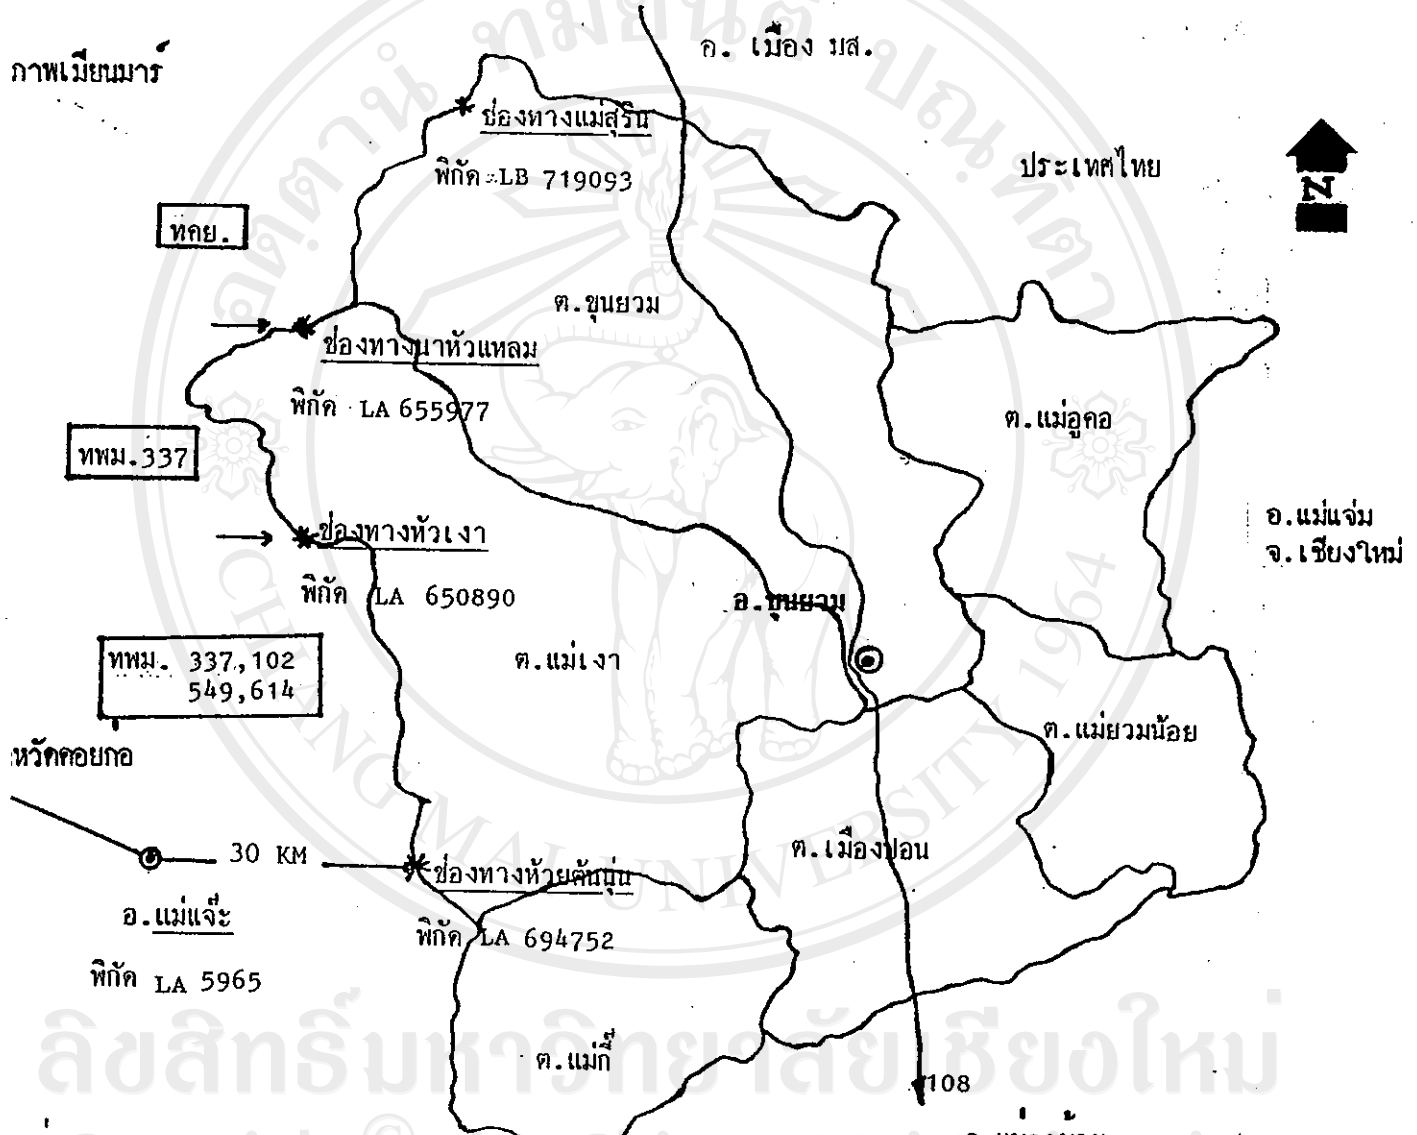 อ. เมือง มส.
ภาพเมียนมาร์
ช่องทางแม่สุริน
พิกัด LB 719093
ประเทศไทย
N
ทคย.
ต.ขุนยวม
ช่องทางนาหัวแหลม
พิกัด LA 655977
ต.แม่อูคอ
ทพม.337
อ.แม่แจ่ม
จ.เชียงใหม่
ช่องทางหัวเงา
พิกัด LA 650890
อ.ขุนยวม
ทพม. 337,102
549,614
ต.แม่เงา
ต.แม่ยวมน้อย
หวัดดอยกอ
30 KM
ช่องทางห้วยต้นนุ่น
ต.เมืองปอน
อ.แม่แจ๊ะ
พิกัด LA 694752
พิกัด LA 5965
ต.แม่กิ๊
108
ลิขสิทธิ์มหาวิทยาลัยเชียงใหม่
CHIANG MAI UNIVERSITY 1964